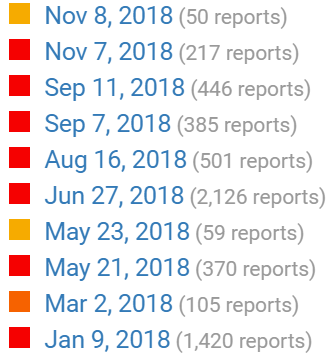 Nov 8, 2018 (50 reports)
Nov 7, 2018 (217 reports)
Sep 11, 2018 (446 reports)
Sep 7, 2018 (385 reports)
Aug 16, 2018 (501 reports)
Jun 27, 2018 (2,126 reports)
May 23, 2018 (59 reports)
May 21, 2018 (370 reports)
Mar 2, 2018 (105 reports)
Jan 9, 2018 (1,420 reports)